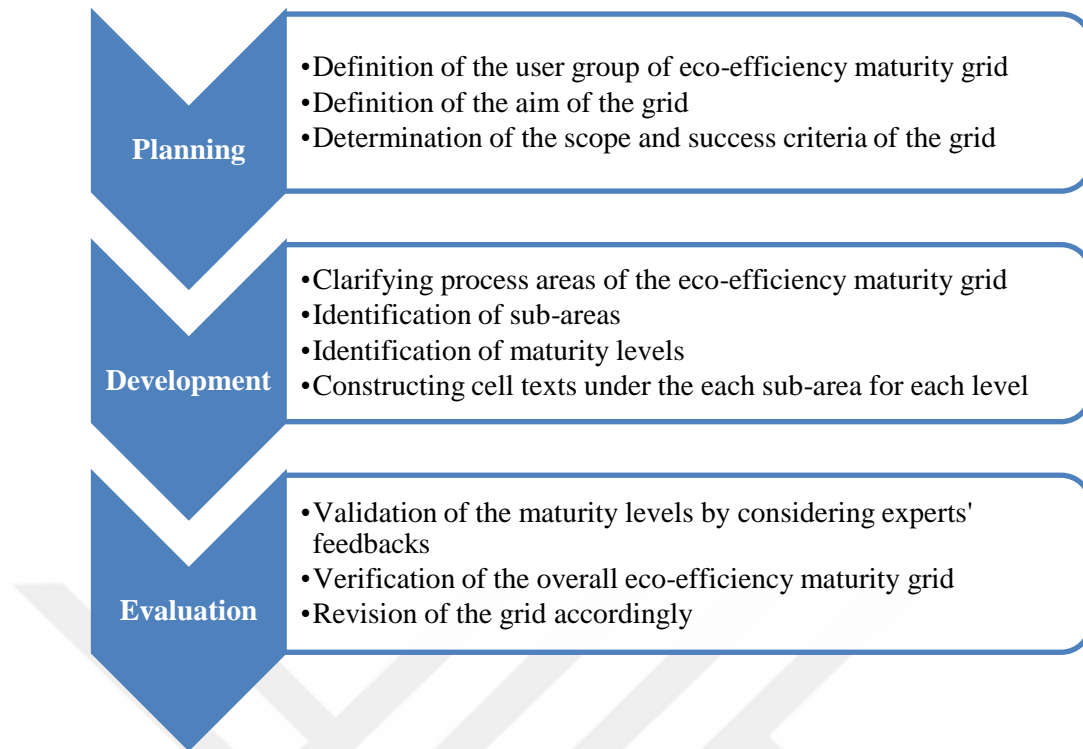 Planning
•Definition of the user group of eco-efficiency maturity grid
•Definition of the aim of the grid
•Determination of the scope and success criteria of the grid
Development
•Clarifying process areas of the eco-efficiency maturity grid
•Identification of sub-areas
•Identification of maturity levels
•Constructing cell texts under the each sub-area for each level
Evaluation
•Validation of the maturity levels by considering experts'
feedbacks
•Verification of the overall eco-efficiency maturity grid
•Revision of the grid accordingly